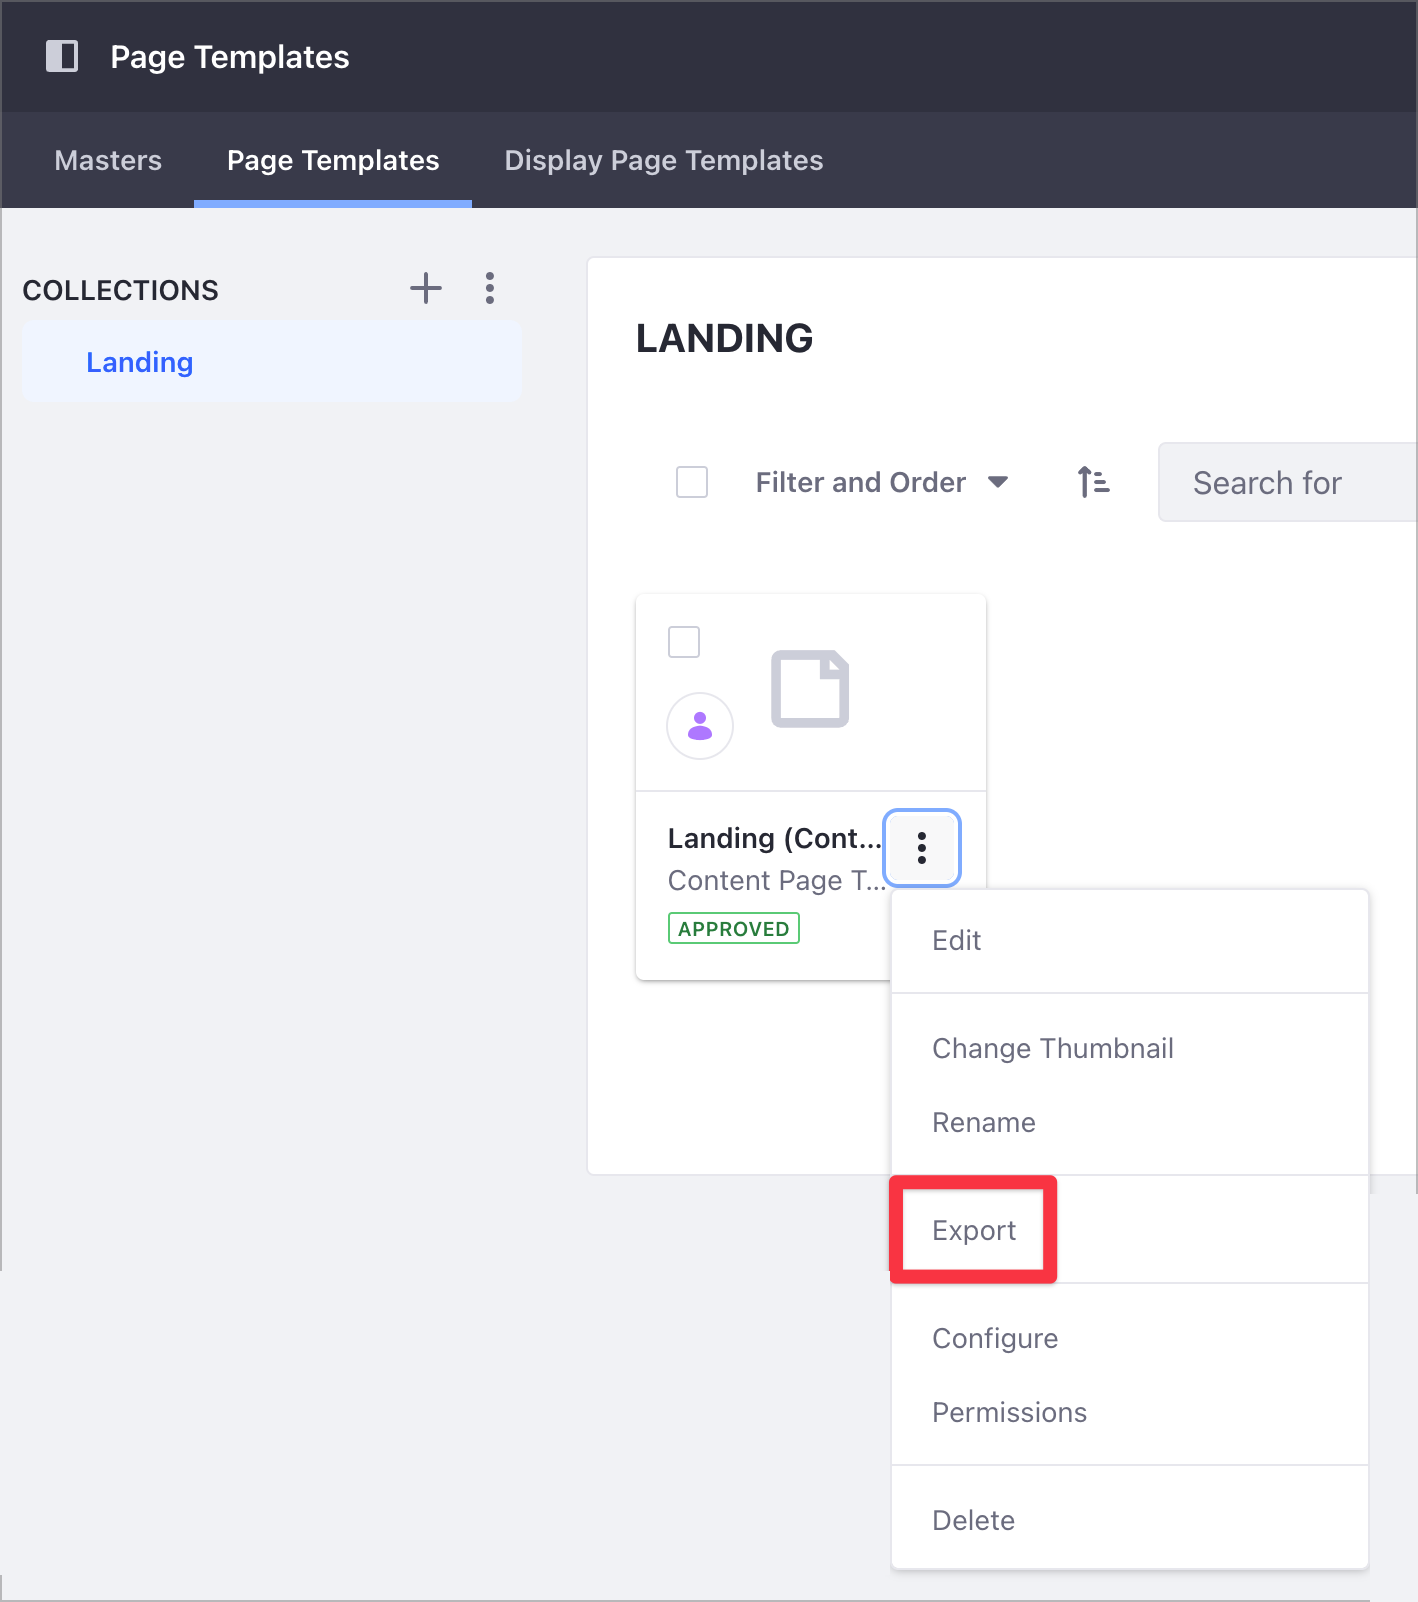 Page Templates
Masters Page Templates Display Page Templates
COLLECTIONS
Landing
LANDING
Filter and Order
Search for
Landing (Cont...
Content Page T...
APPROVED
Edit
Change Thumbnail
Rename
Export
Configure
Permissions
Delete